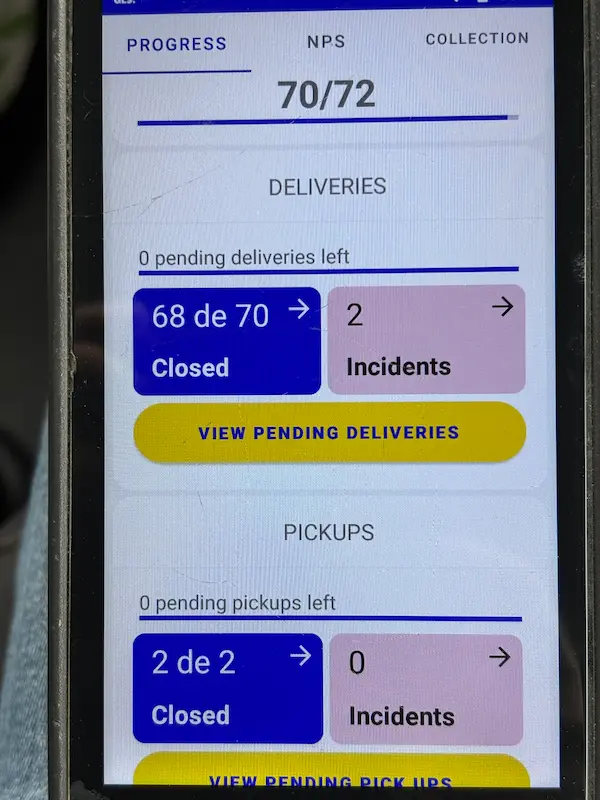 PROGRESS
NPS
COLLECTION
70/72
DELIVERIES
0 pending deliveries left
68 de 70
Closed
2
Incidents
VIEW PENDING DELIVERIES
PICKUPS
0 pending pickups left
2 de 2
Closed
0
Incidents
VIEW PENDING PICK UPS